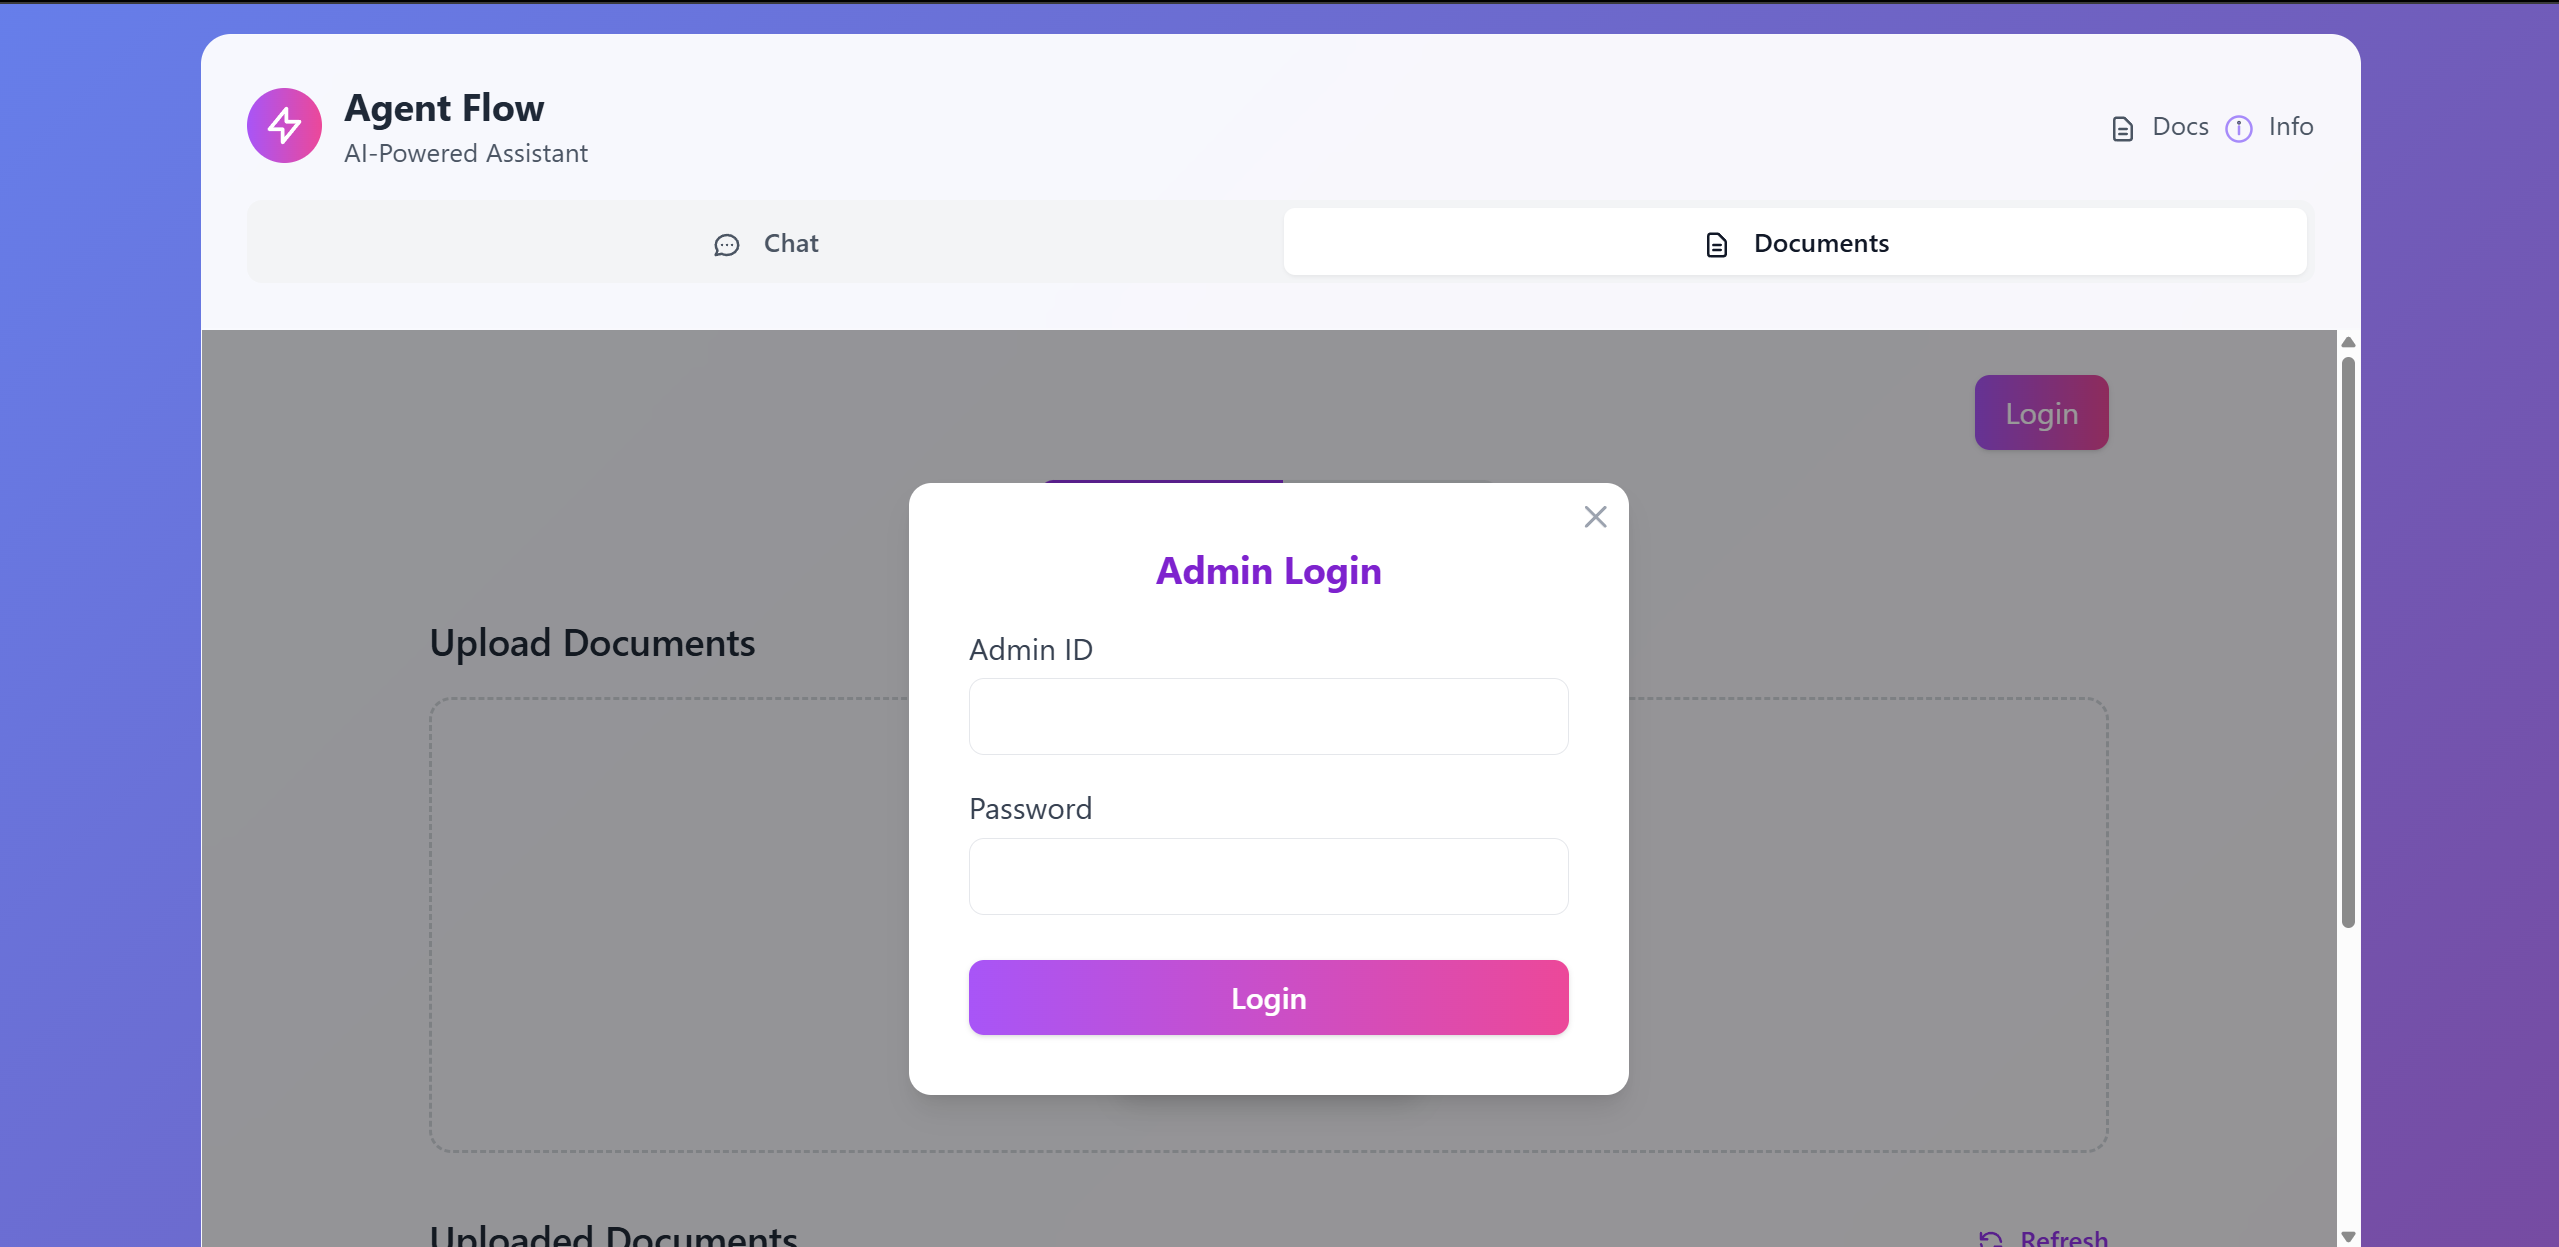 Agent Flow
AI-Powered Assistant
Docs
Info
Chat
Documents
Login
Admin Login
Admin ID
Password
Login
Upload Documents
Uploaded Documents
Refresh